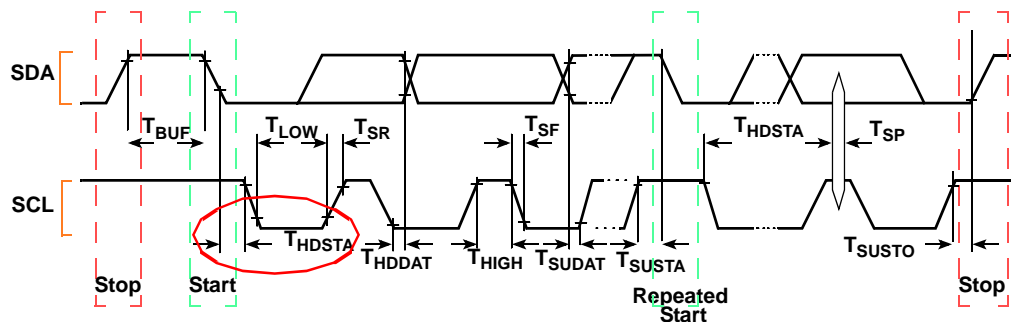 SDA
TBUF
TLOW
TSR
TSF
THDSTA
TSP
SCL
THDSTA
THDDAT
THIGH
TSUDAT
TSUSTA
TSUSTO
Stop
Start
Repeated
Start
Stop